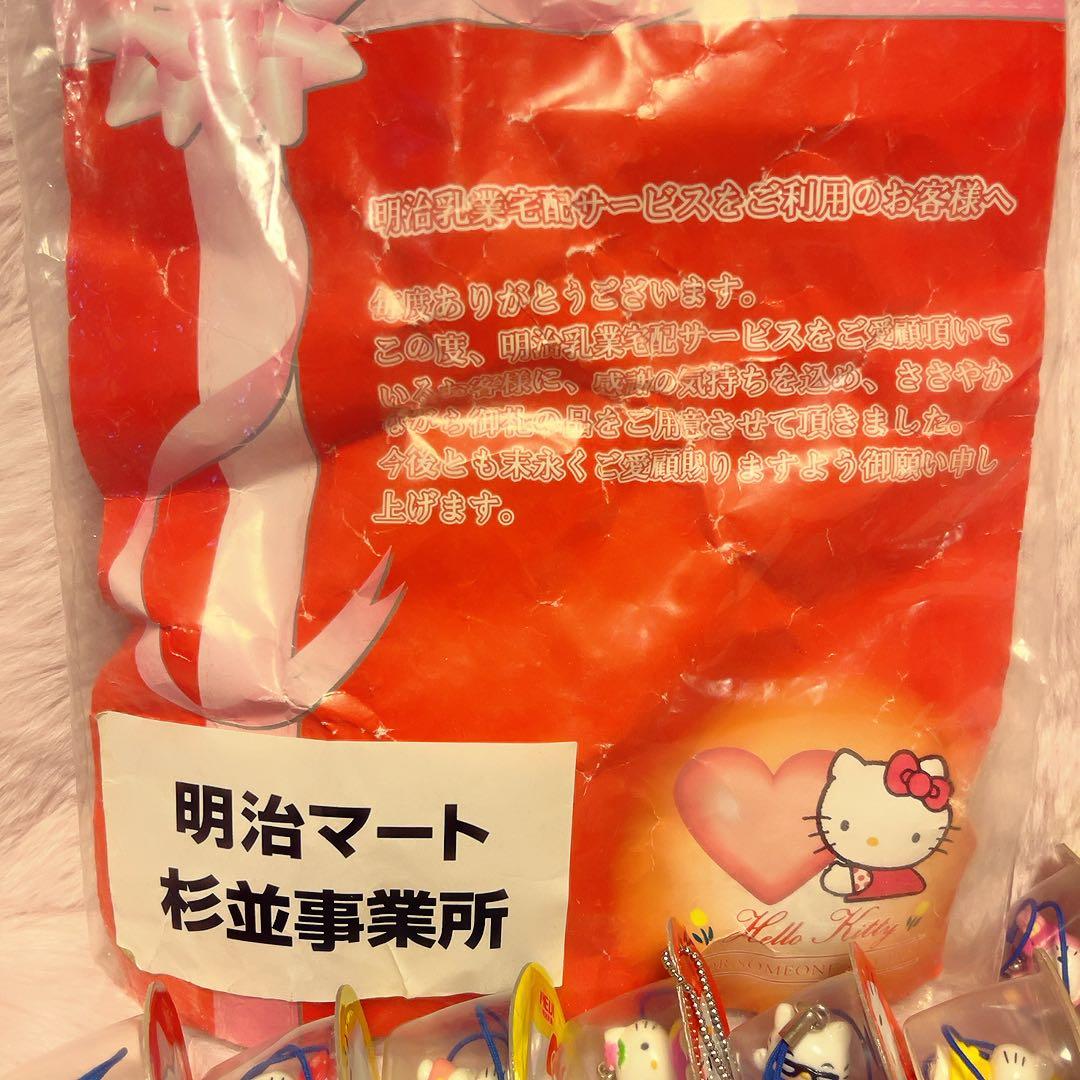 明治乳業宅配サービスをご利用のお客様へ
毎度ありがとうございます。
この度、明治乳業宅配サービスをご愛顧頂いて
いるお客様に、感謝の気持ちを込め、ささやか
ながら御礼の品をご用意させて頂きました。
今後とも末永くご愛顧賜りますよう御願い申し
上げます。
明治マート
杉並事業所
Hello Kitty
OR SOMEONE